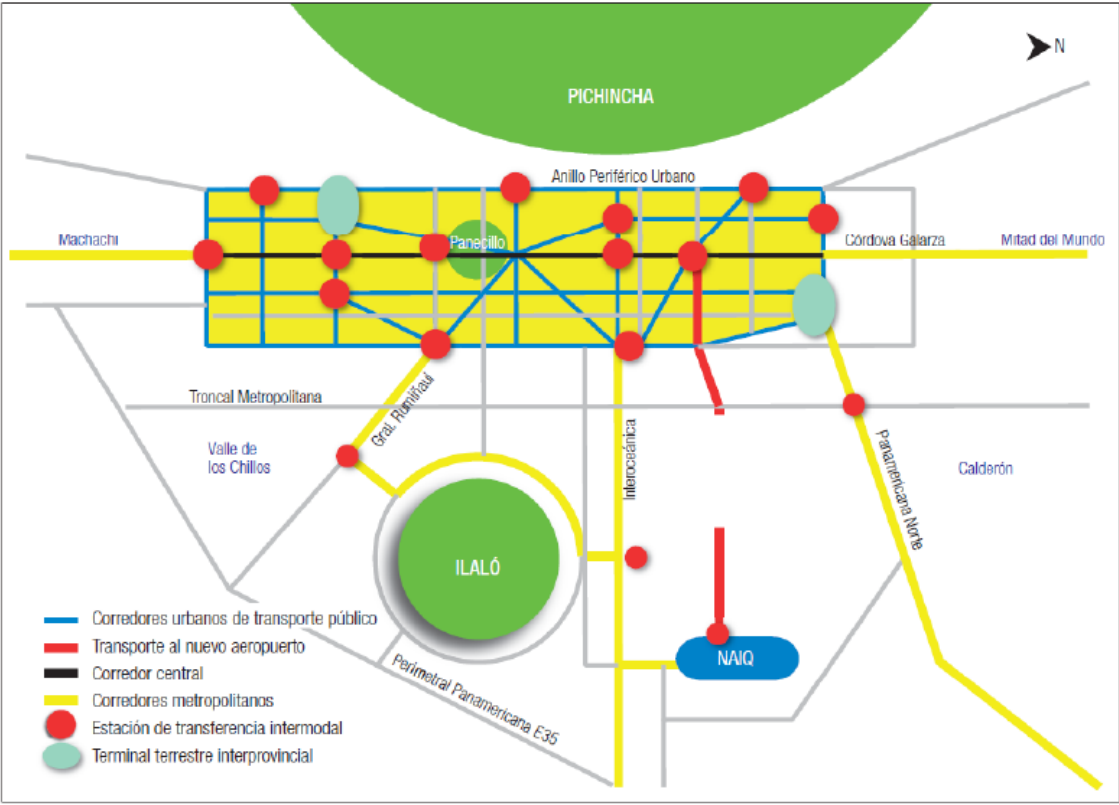 PICHINCHA
N
Anillo Periférico Urbano
Machachi
Panecillo
Córdova Galarza
Mitad del Mundo
Troncal Metropolitana
Gral. Rumiñaui
Valle de
los Chillos
Interoceánica
Panamericana Norte
Calderón
ILALÓ
NAIQ
Perimetral Panamericana E35
Corredores urbanos de transporte público
Transporte al nuevo aeropuerto
Corredor central
Corredores metropolitanos
Estación de transferencia intermodal
Terminal terrestre interprovincial